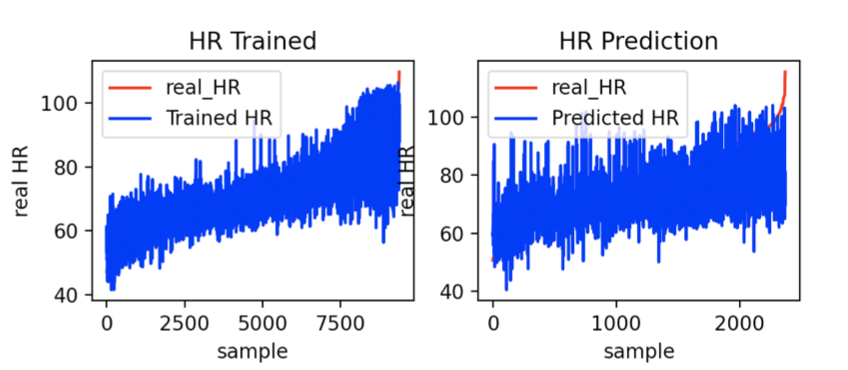 HR Trained
real_HR
Trained HR
100
80
60
40
real HR
0
2500
5000
7500
sample
HR Prediction
real_HR
Predicted HR
100
80
60
40
real HR
0
1000
2000
sample